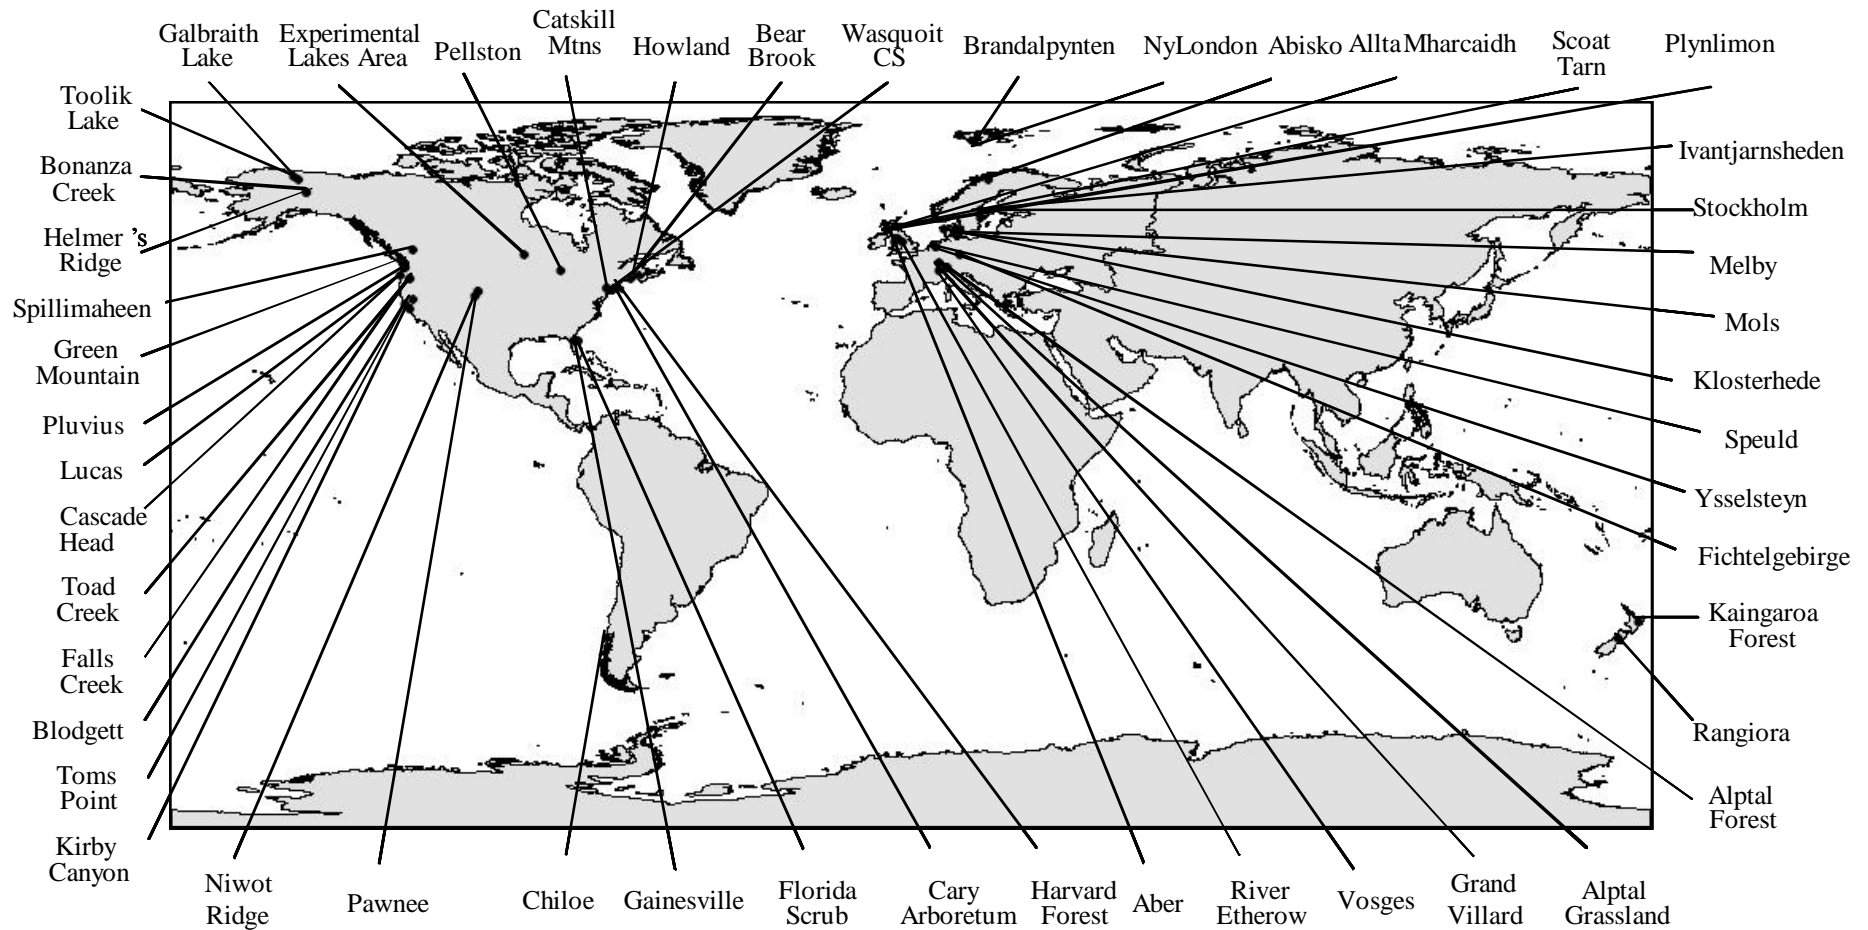 Galbraith
Lake
Experimental
Lakes Area
Pellston
Catskill
Mtns
Howland
Bear
Brook
Wasquoit
CS
Brandalpynten
NyLondon
Abisko
AlltaMharcaidh
Scoat
Tarn
Plynlimon
Toolik
Lake
Bonanza
Creek
Helmer 's
Ridge
Spillimaheen
Green
Mountain
Pluvius
Lucas
Cascade
Head
Toad
Creek
Falls
Creek
Blodgett
Toms
Point
Kirby
Canyon
Ivantjarnsheden
Stockholm
Melby
Mols
Klosterhede
Speuld
Ysselsteyn
Fichtelgebirge
Kaingaroa
Forest
Rangiora
Alptal
Forest
Niwot
Ridge
Pawnee
Chiloe
Gainesville
Florida
Scrub
Cary
Arboretum
Harvard
Forest
Aber
River
Etherow
Vosges
Grand
Villard
Alptal
Grassland